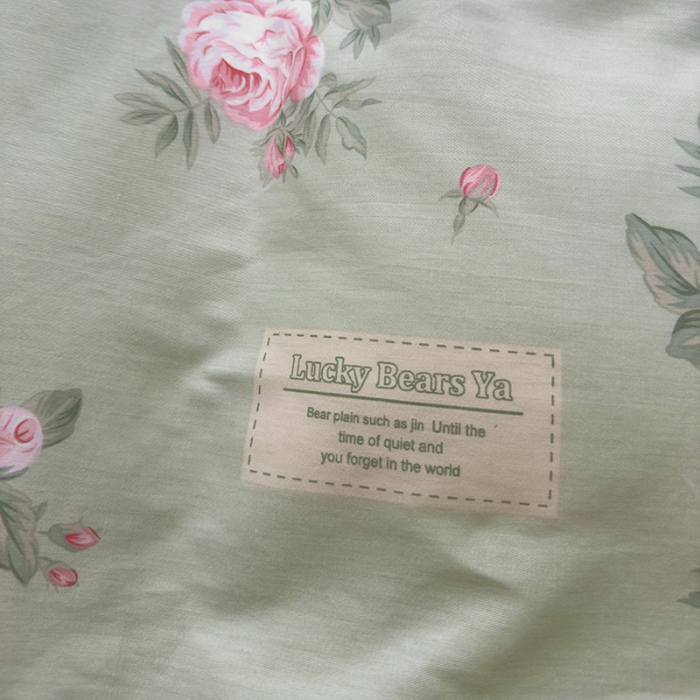 Lucky Bears Ya
Bear plain such as jin Until the
time of quiet and
you forget in the world